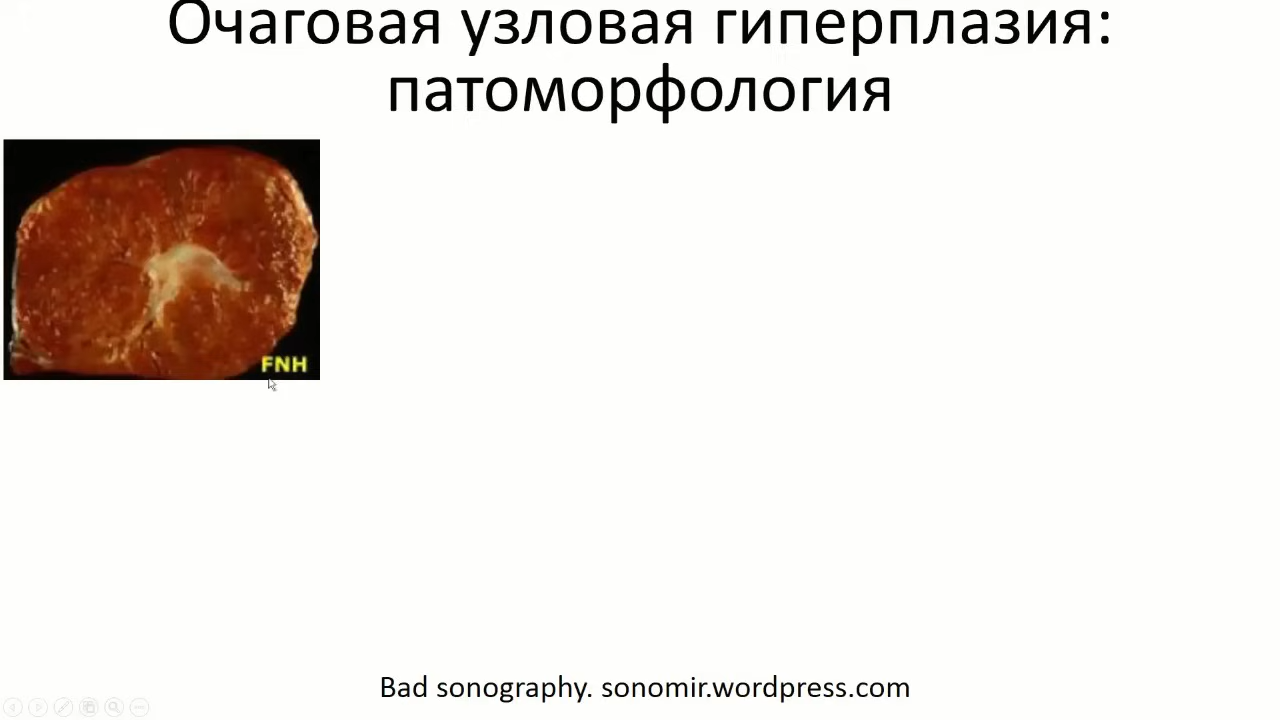 Очаговая узловая гиперплазия:
патоморфология
FNH
Bad sonography. sonomir.wordpress.com